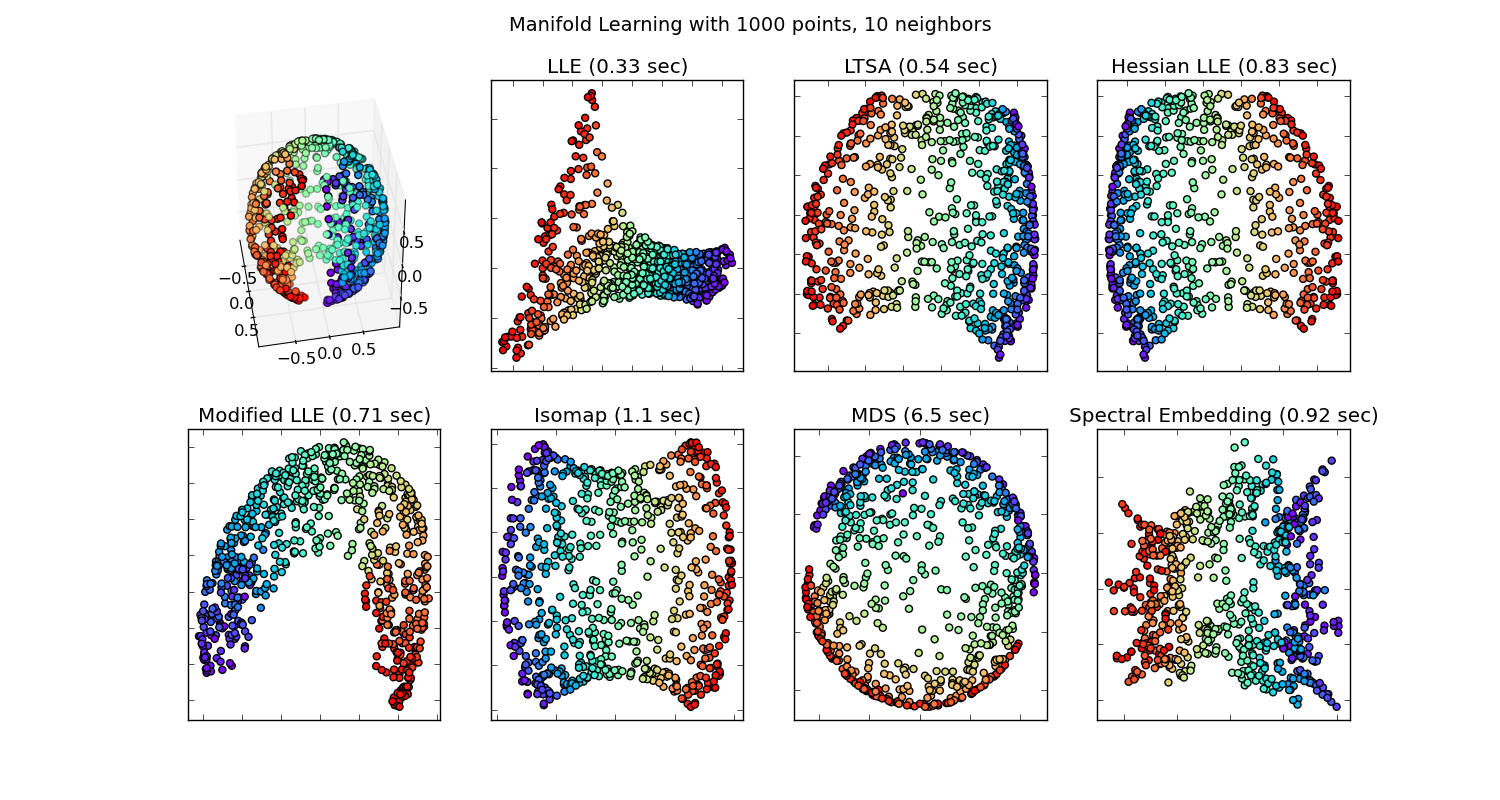 Manifold Learning with 1000 points, 10 neighbors
LLE (0.33 sec)
LTSA (0.54 sec)
Hessian LLE (0.83 sec)
0.5
0.0
−0.5
−0.5
0.0
0.5
−0.5
0.0
0.5
Modified LLE (0.71 sec)
Isomap (1.1 sec)
MDS (6.5 sec)
Spectral Embedding (0.92 sec)